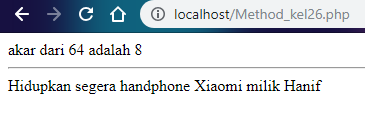 localhost/Method_kel26.php
akar dari 64 adalah 8
Hidupkan segera handphone Xiaomi milik Hanif